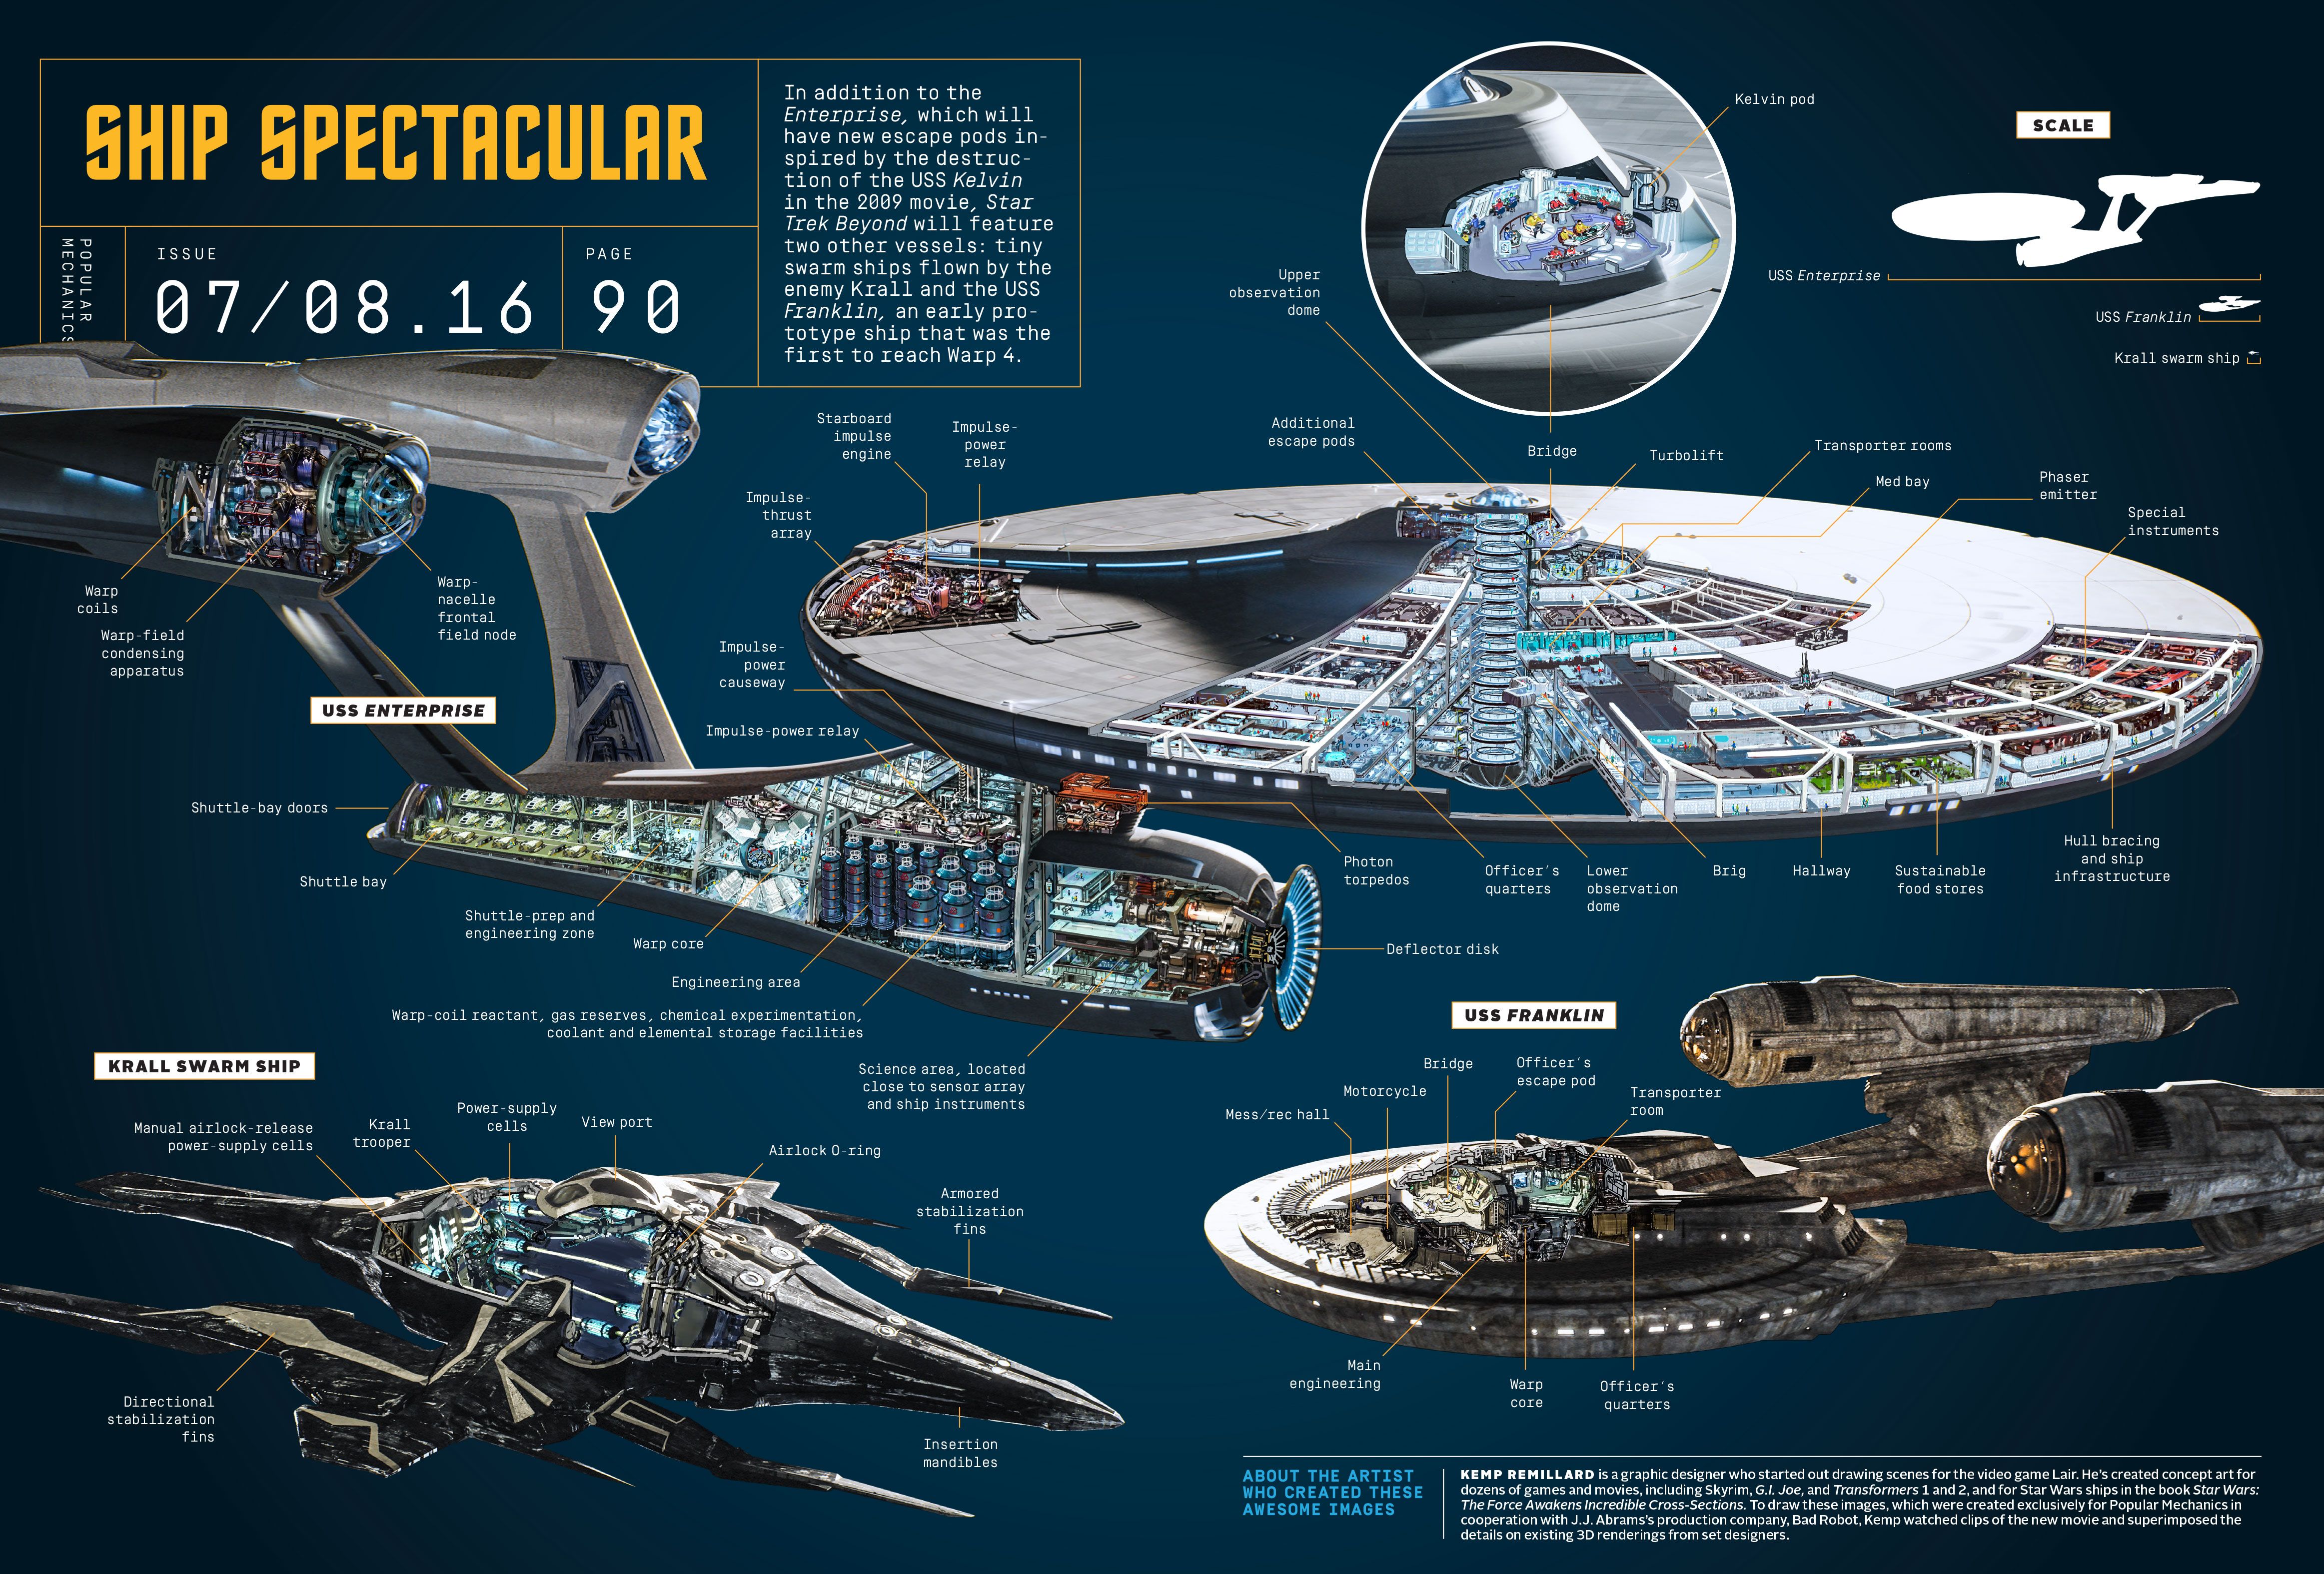 SHIP SPECTACULAR
POPULAR
MECHANICS
ISSUE
07/08.16
PAGE
90
In addition to the
Enterprise, which will
have new escape pods in-
spired by the destruc-
tion of the USS Kelvin
in the 2009 movie, Star
Trek Beyond will feature
two other vessels: tiny
swarm ships flown by the
enemy Krall and the USS
Franklin, an early pro-
totype ship that was the
first to reach Warp 4.
Kelvin pod
SCALE
USS Enterprise
USS Franklin
Krall swarm ship
Upper
observation
dome
Additional
escape pods
Bridge
Turbolift
Transporter rooms
Med bay
Phaser
emitter
Special
instruments
Starboard
impulse
engine
Impulse-
power
relay
Impulse-
thrust
array
Warp
coils
Warp-field
condensing
apparatus
Warp-
nacelle
frontal
field node
Impulse-
power
causeway
USS ENTERPRISE
Impulse-power relay
Shuttle-bay doors
Shuttle bay
Shuttle-prep and
engineering zone
Warp core
Engineering area
Warp-coil reactant, gas reserves, chemical experimentation,
coolant and elemental storage facilities
Science area, located
close to sensor array
and ship instruments
Photon
torpedos
Officer's
quarters
Lower
observation
dome
Brig
Hallway
Sustainable
food stores
Hull bracing
and ship
infrastructure
Deflector disk
KRALL SWARM SHIP
Manual airlock-release
power-supply cells
Krall
trooper
Power-supply
cells
View port
Airlock O-ring
Armored
stabilization
fins
Directional
stabilization
fins
Insertion
mandibles
USS FRANKLIN
Mess/rec hall
Motorcycle
Bridge
Officer's
escape pod
Transporter
room
Main
engineering
Warp
core
Officer's
quarters
ABOUT THE ARTIST
WHO CREATED THESE
AWESOME IMAGES
KEMP REMILLARD is a graphic designer who started out drawing scenes for the video game Lair. He's created concept art for
dozens of games and movies, including Skyrim, G.I. Joe, and Transformers 1 and 2, and for Star Wars ships in the book Star Wars:
The Force Awakens Incredible Cross-Sections. To draw these images, which were created exclusively for Popular Mechanics in
cooperation with J.J. Abrams's production company, Bad Robot, Kemp watched clips of the new movie and superimposed the
details on existing 3D renderings from set designers.